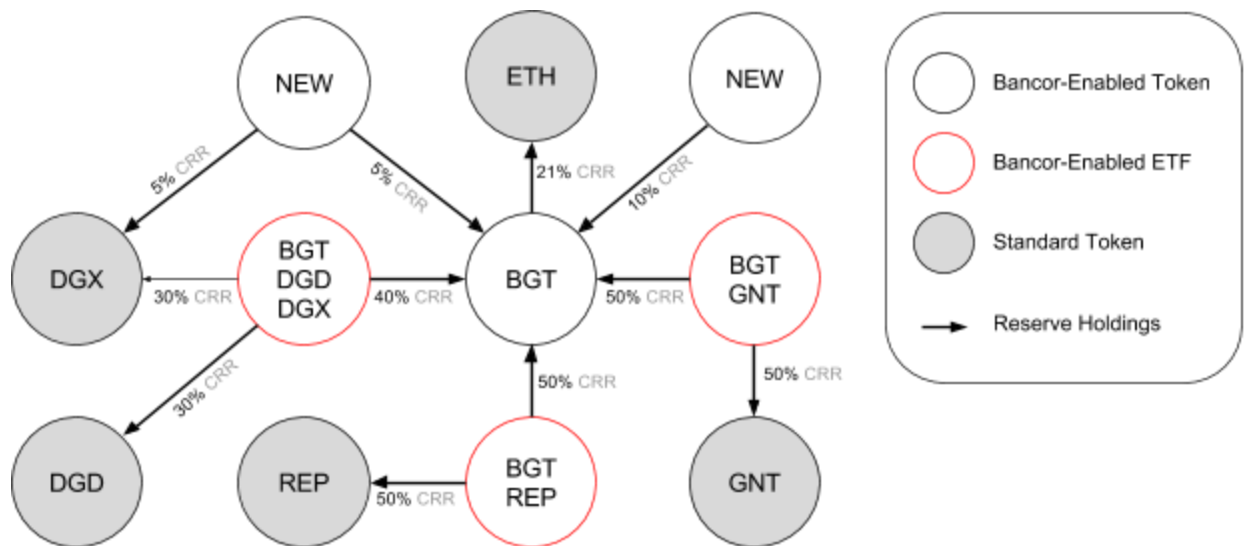 NEW
ETH
NEW
Bancor-Enabled Token
5% CRR
5% CRR
21% CRR
10% CRR
Bancor-Enabled ETF
DGX
BGT
DGD
DGX
BGT
BGT
GNT
Standard Token
30% CRR
40% CRR
50% CRR
Reserve Holdings
30% CRR
50% CRR
50% CRR
DGD
REP
BGT
REP
GNT
50% CRR